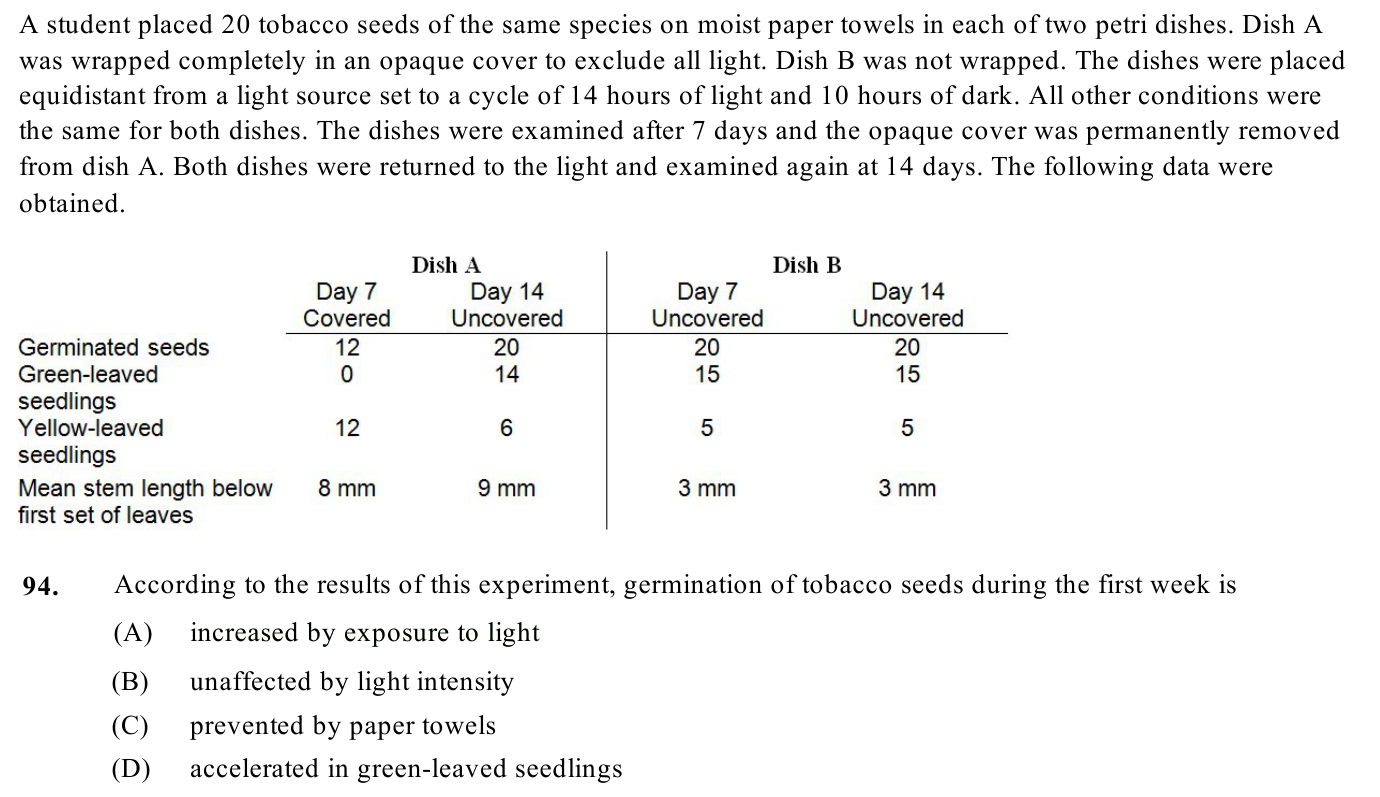 A student placed 20 tobacco seeds of the same species on moist paper towels in each of two petri dishes. Dish A
was wrapped completely in an opaque cover to exclude all light. Dish B was not wrapped. The dishes were placed
equidistant from a light source set to a cycle of 14 hours of light and 10 hours of dark. All other conditions were
the same for both dishes. The dishes were examined after 7 days and the opaque cover was permanently removed
from dish A. Both dishes were returned to the light and examined again at 14 days. The following data were
obtained.
Dish A Dish B
Day 7 Day 14 Day 7 Day 14
Covered Uncovered Uncovered Uncovered
Germinated seeds 12 20 20 20
Green-leaved 0 14 15 15
seedlings
Yellow-leaved 12 6 5 5
seedlings
Mean stem length below 8 mm 9 mm 3 mm 3 mm
first set of leaves
94. According to the results of this experiment, germination of tobacco seeds during the first week is
(A) increased by exposure to light
(B) unaffected by light intensity
(C) prevented by paper towels
(D) accelerated in green-leaved seedlings